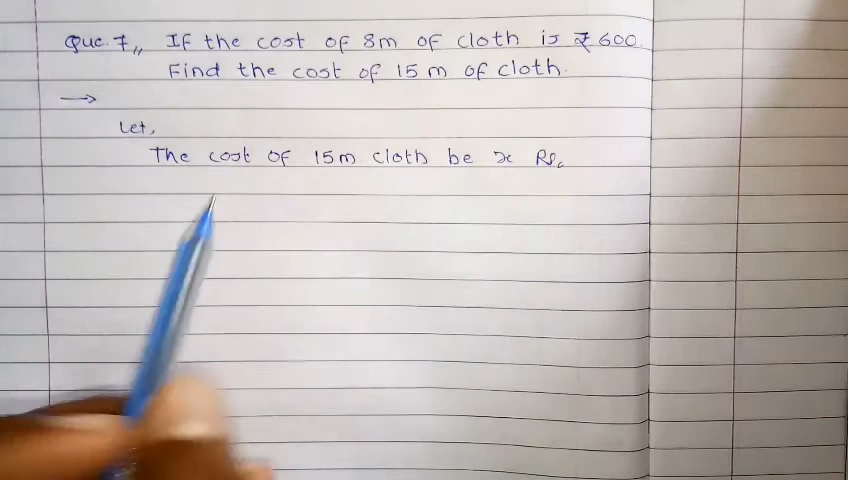 Que. 7,, If the cost of 8m of cloth is ₹ 600.
Find the cost of 15 m of cloth.
→
Let,
The cost of 15m cloth be x Rs.